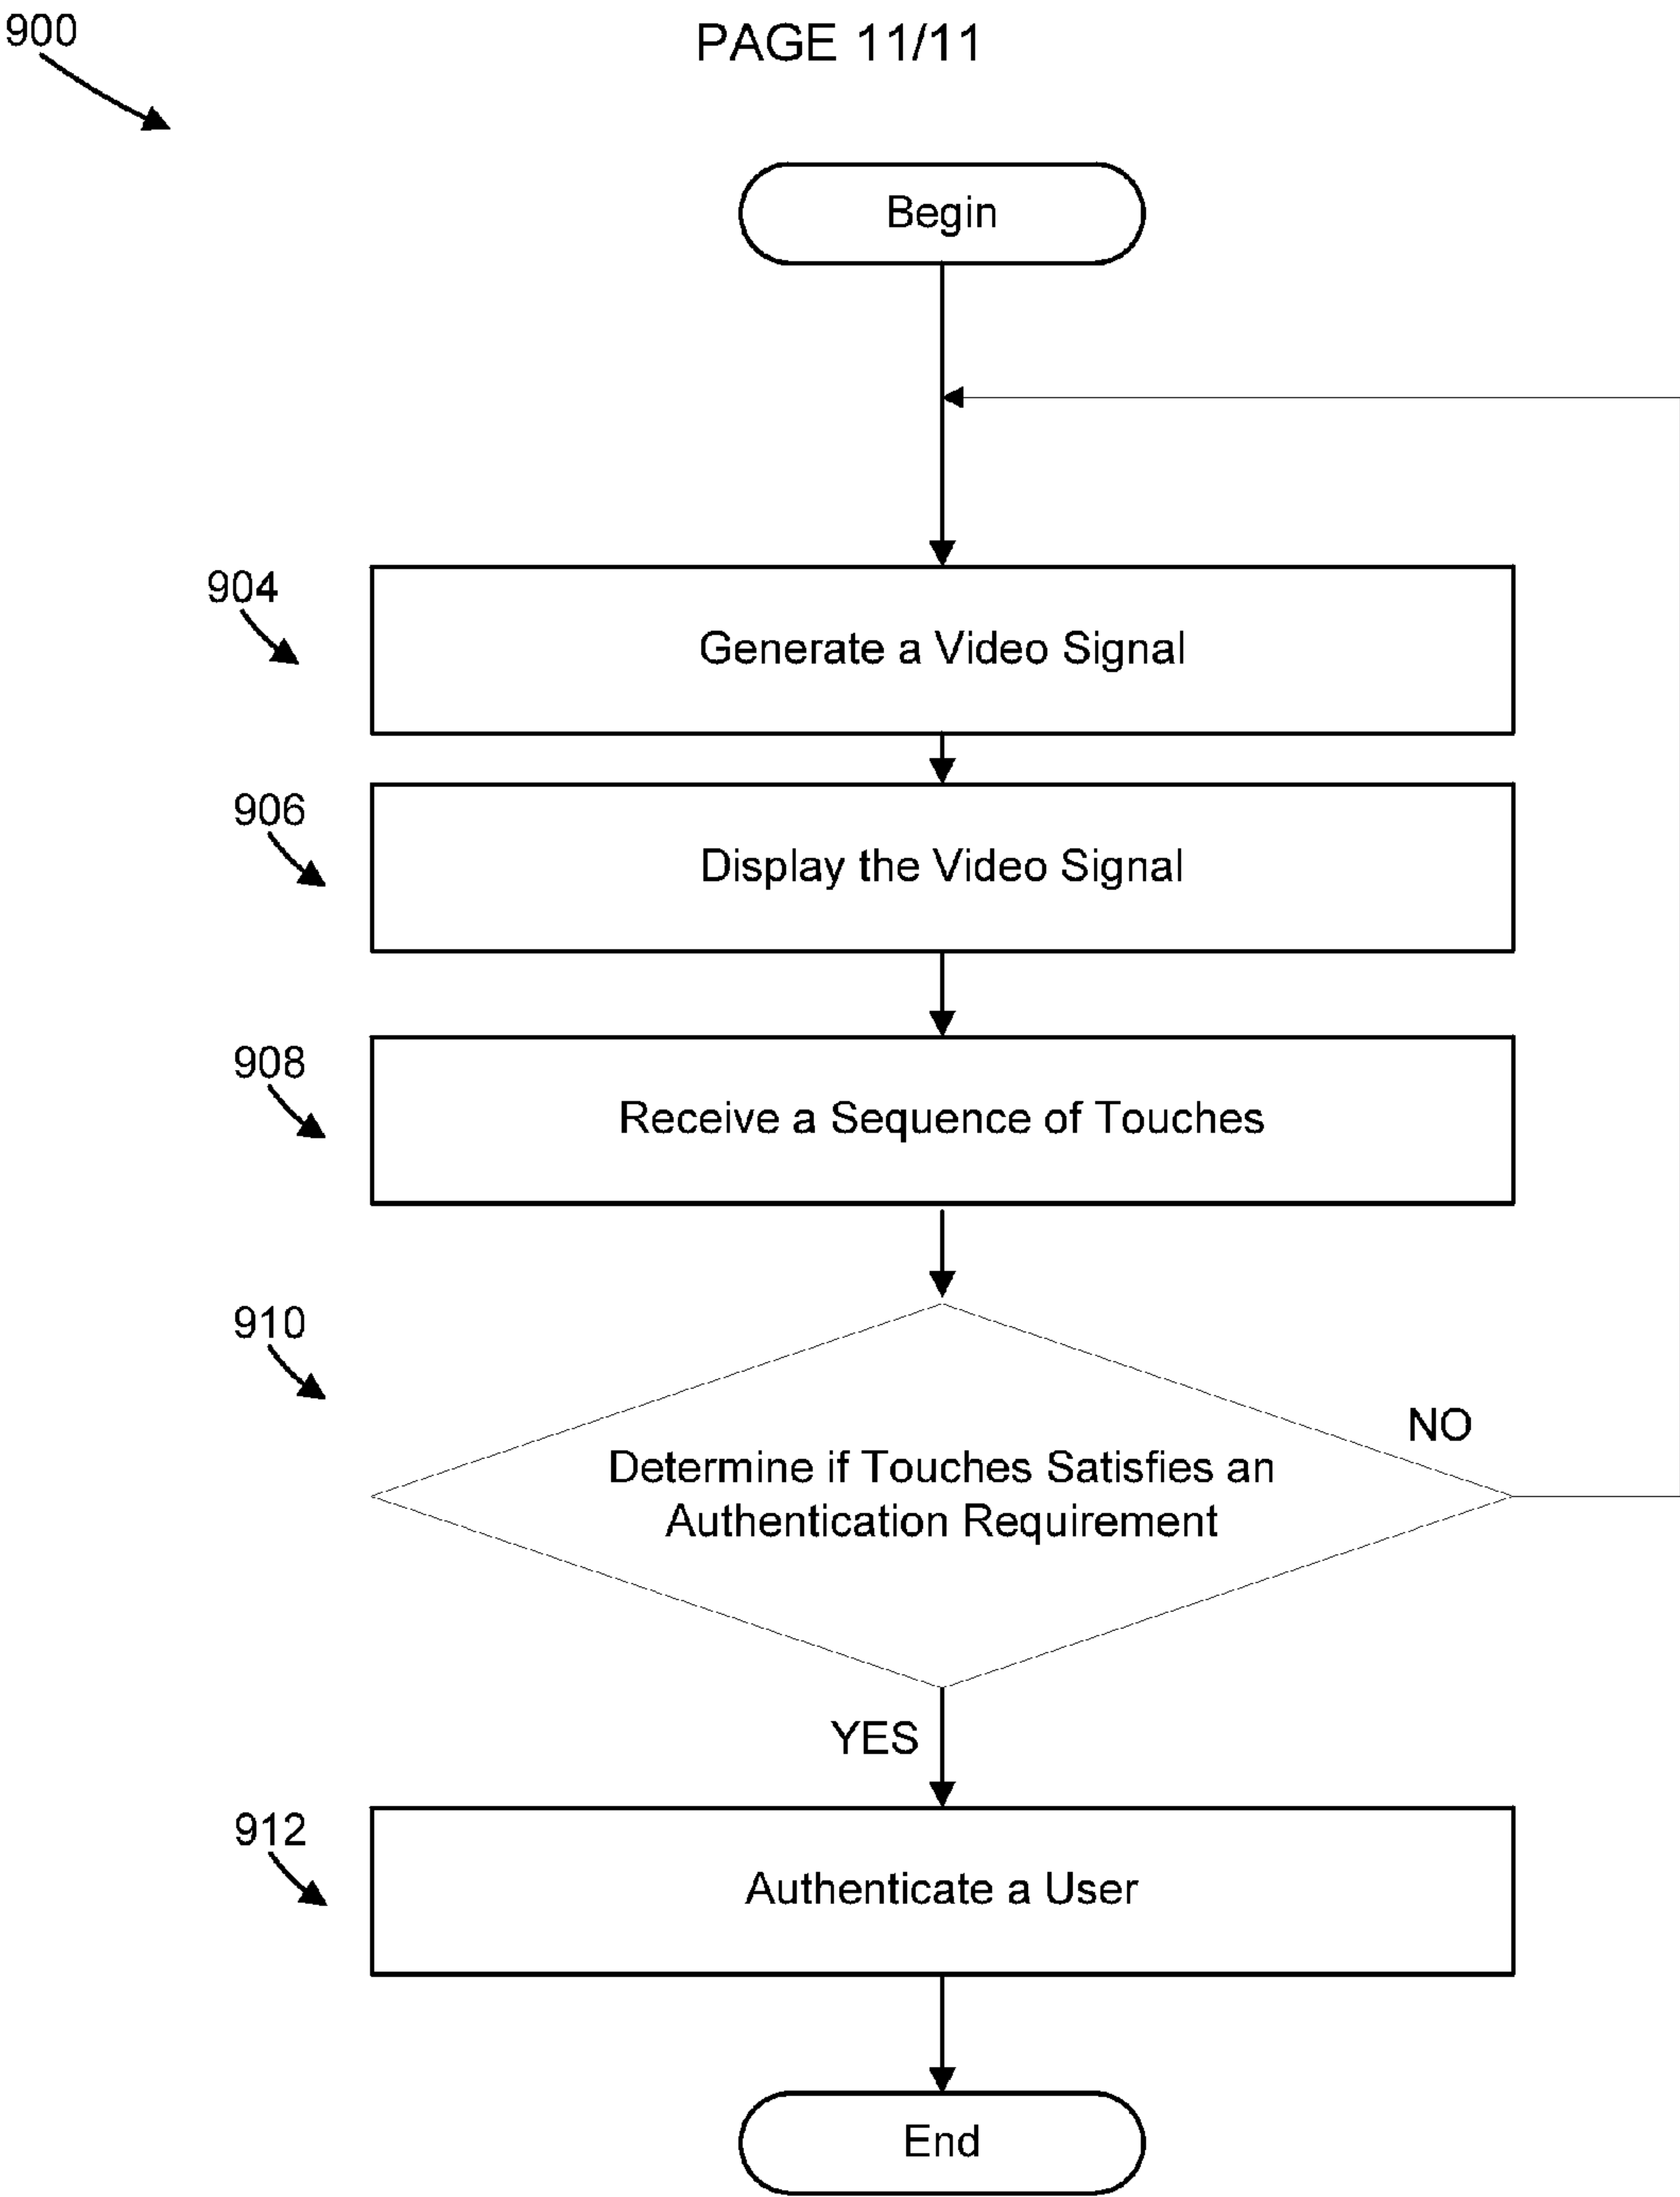 900
PAGE 11/11
Begin
904
Generate a Video Signal
906
Display the Video Signal
908
Receive a Sequence of Touches
910
NO
Determine if Touches Satisfies an
Authentication Requirement
YES
912
Authenticate a User
End